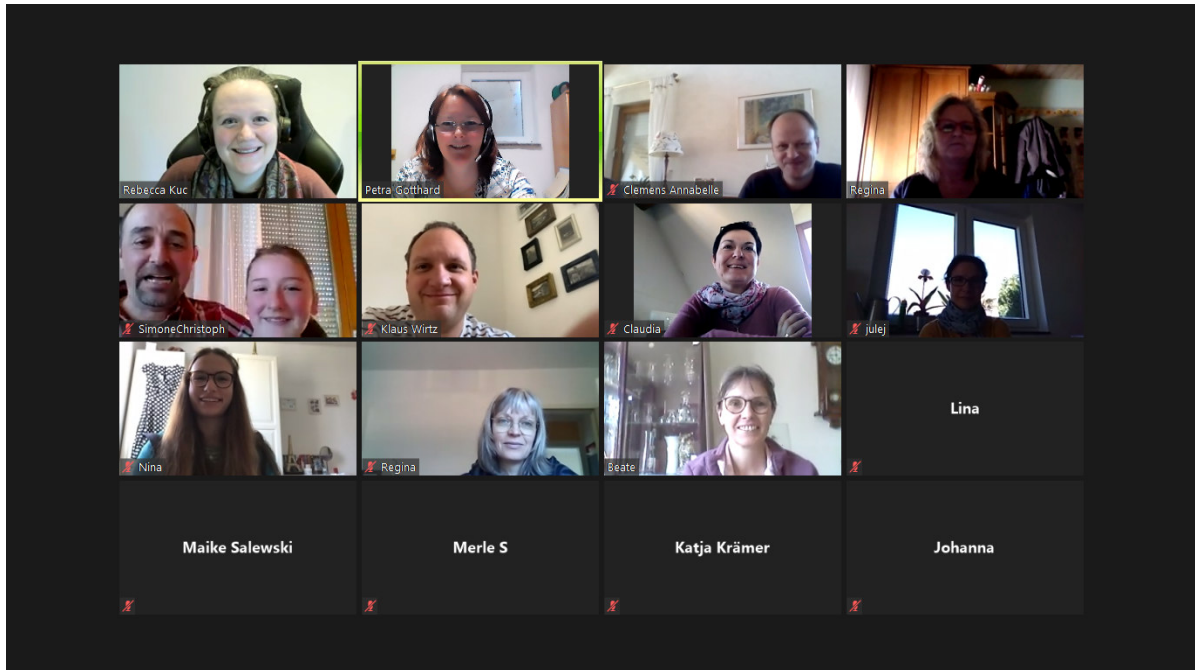 Rebecca Kuc
Petra Gotthard
Clemens Annabelle
Regina
SimoneChristoph
Klaus Wirtz
Claudia
julej
Nina
Regina
Beate
Lina
Maike Salewski
Merle S
Katja Krämer
Johanna